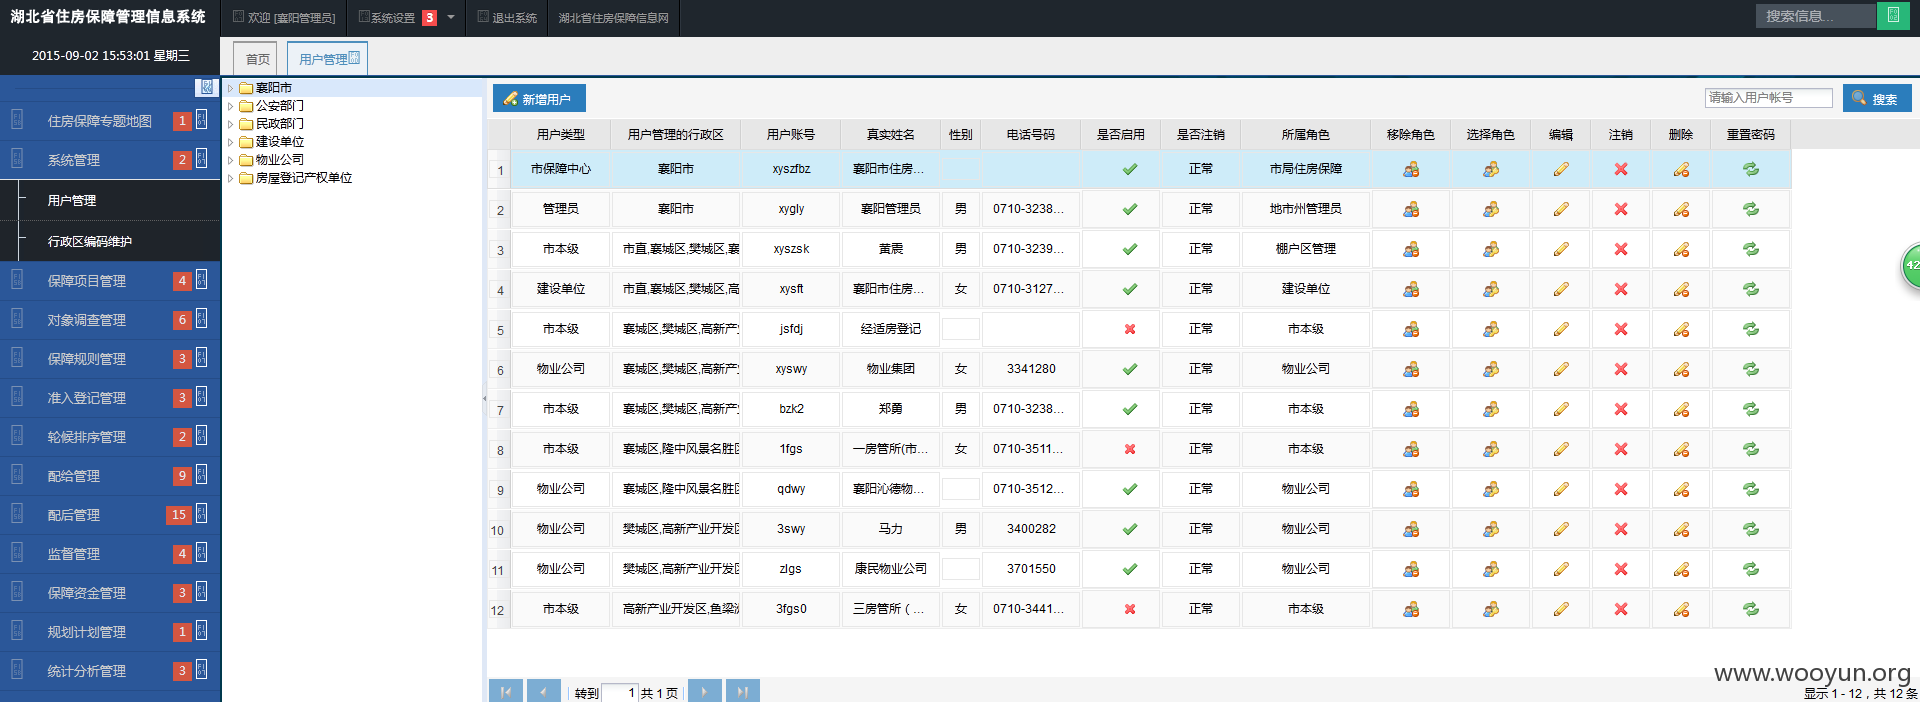 湖北省住房保障管理信息系统
欢迎 [襄阳管理员]
系统设置 3
退出系统
湖北省住房保障信息网
搜索信息...
2015-09-02 15:53:01 星期三
首页
用户管理
住房保障专题地图 1
系统管理 2
用户管理
行政区编码维护
保障项目管理 4
对象调查管理 6
保障规则管理 3
准入登记管理 3
轮候排序管理 2
配给管理 9
配后管理 15
监督管理 4
保障资金管理 3
规划计划管理 1
统计分析管理 3
襄阳市
公安部门
民政部门
建设单位
物业公司
房屋登记产权单位
新增用户
请输入用户帐号
搜索
用户类型 用户管理的行政区 用户账号 真实姓名 性别 电话号码 是否启用 是否注销 所属角色 移除角色 选择角色 编辑 注销 删除 重置密码
1 市保障中心 襄阳市 xyszfbz 襄阳市住房... 正常 市局住房保障
2 管理员 襄阳市 xygly 襄阳管理员 男 0710-3238... 正常 地市州管理员
3 市本级 市直,襄城区,樊城区,襄 xyszsk 黄震 男 0710-3239... 正常 棚户区管理
4 建设单位 市直,襄城区,樊城区,高 xysft 襄阳市住房... 女 0710-3127... 正常 建设单位
5 市本级 襄城区,樊城区,高新产业 jsfdj 经适房登记 正常 市本级
6 物业公司 襄城区,樊城区,高新产业 xyswy 物业集团 女 3341280 正常 物业公司
7 市本级 襄城区,樊城区,高新产业 bzk2 郑勇 男 0710-3238... 正常 市本级
8 市本级 襄城区,隆中风景名胜区 1fgs 一房管所(市... 女 0710-3511... 正常 市本级
9 物业公司 襄城区,隆中风景名胜区 qdwy 襄阳沁德物... 0710-3512... 正常 物业公司
10 物业公司 樊城区,高新产业开发区 3swy 马力 男 3400282 正常 物业公司
11 物业公司 樊城区,高新产业开发区 zlgs 康民物业公司 3701550 正常 物业公司
12 市本级 高新产业开发区,鱼梁洲 3fgs0 三房管所 (... 女 0710-3441... 正常 市本级
42
转到 1 共 1 页
www.wooyun.org
显示 1 - 12，共 12 条